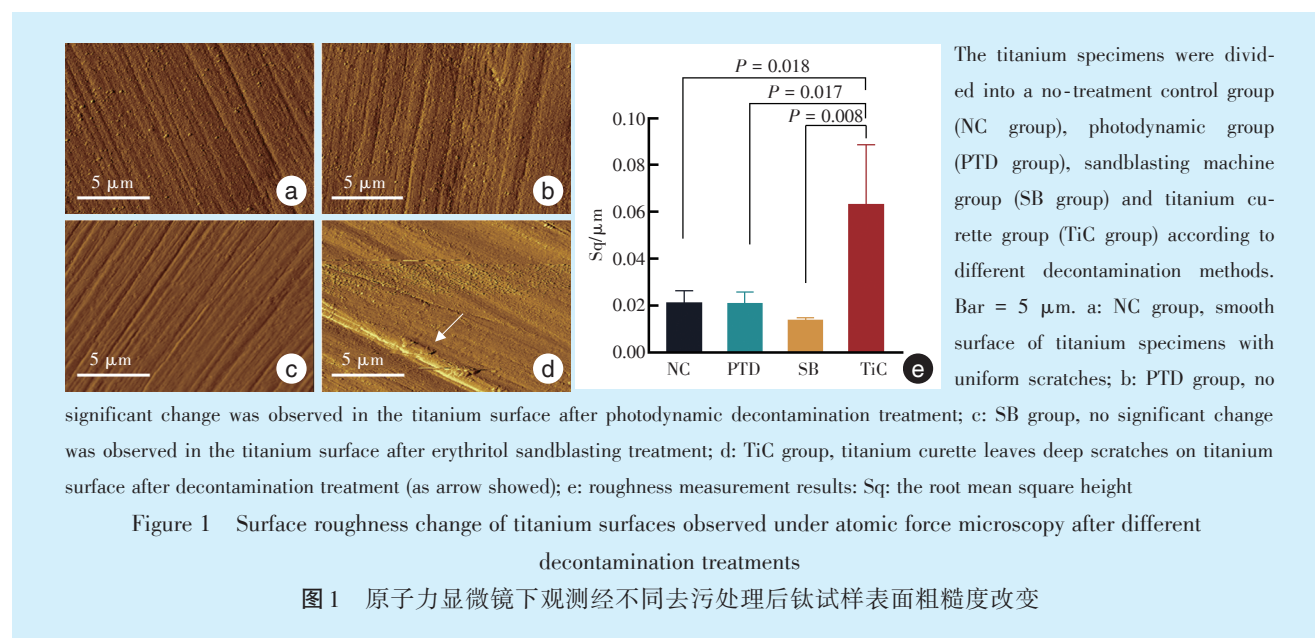 5 μm
a
5 μm
b
5 μm
c
5 μm
d
P = 0.018
P = 0.017
P = 0.008
0.10
0.08
0.06
0.04
0.02
0.00
Sq/μm
NC PTD SB TiC
e
The titanium specimens were divid-
ed into a no-treatment control group
(NC group), photodynamic group
(PTD group), sandblasting machine
group (SB group) and titanium cu-
rette group (TiC group) according to
different decontamination methods.
Bar = 5 μm. a: NC group, smooth
surface of titanium specimens with
uniform scratches; b: PTD group, no
significant change was observed in the titanium surface after photodynamic decontamination treatment; c: SB group, no significant change
was observed in the titanium surface after erythritol sandblasting treatment; d: TiC group, titanium curette leaves deep scratches on titanium
surface after decontamination treatment (as arrow showed); e: roughness measurement results: Sq: the root mean square height
Figure 1 Surface roughness change of titanium surfaces observed under atomic force microscopy after different
decontamination treatments
图1 原子力显微镜下观测经不同去污处理后钛试样表面粗糙度改变